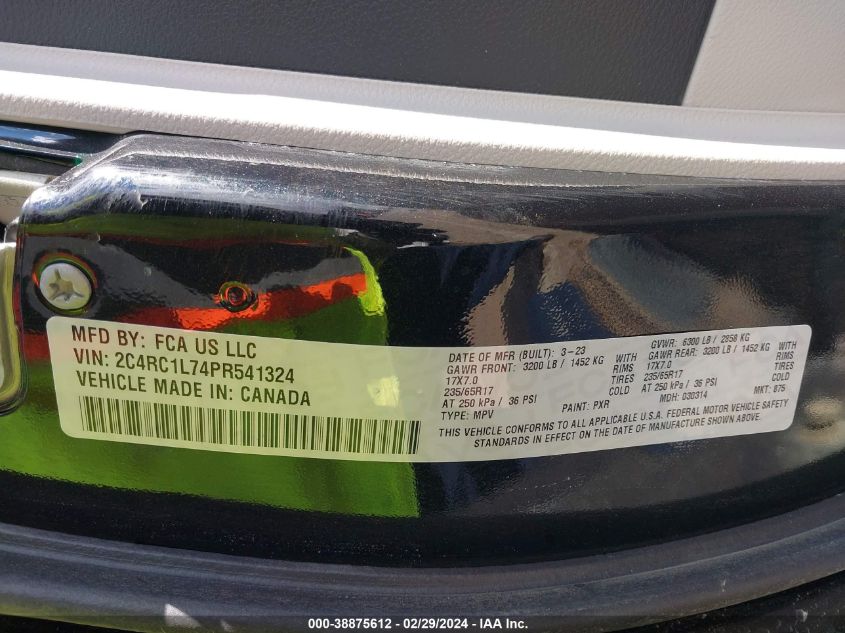 MFD BY: FCA US LLC
VIN: 2C4RC1L74PR541324
VEHICLE MADE IN: CANADA
DATE OF MFR (BUILT): 3-23 GVWR: 6300 LB / 2858 KG
GAWR FRONT: 3200 LB / 1452 KG WITH GAWR REAR: 3200 LB / 1452 KG WITH
17X7.0 RIMS 17X7.0 RIMS
235/65R17 TIRES 235/65R17 TIRES
AT 250 kPa / 36 PSI COLD AT 250 kPa / 36 PSI COLD
TYPE: MPV PAINT: PXR MDH: 030314 MKT: 875
THIS VEHICLE CONFORMS TO ALL APPLICABLE U.S.A. FEDERAL MOTOR VEHICLE SAFETY
STANDARDS IN EFFECT ON THE DATE OF MANUFACTURE SHOWN ABOVE.
000-38875612 - 02/29/2024 - IAA Inc.